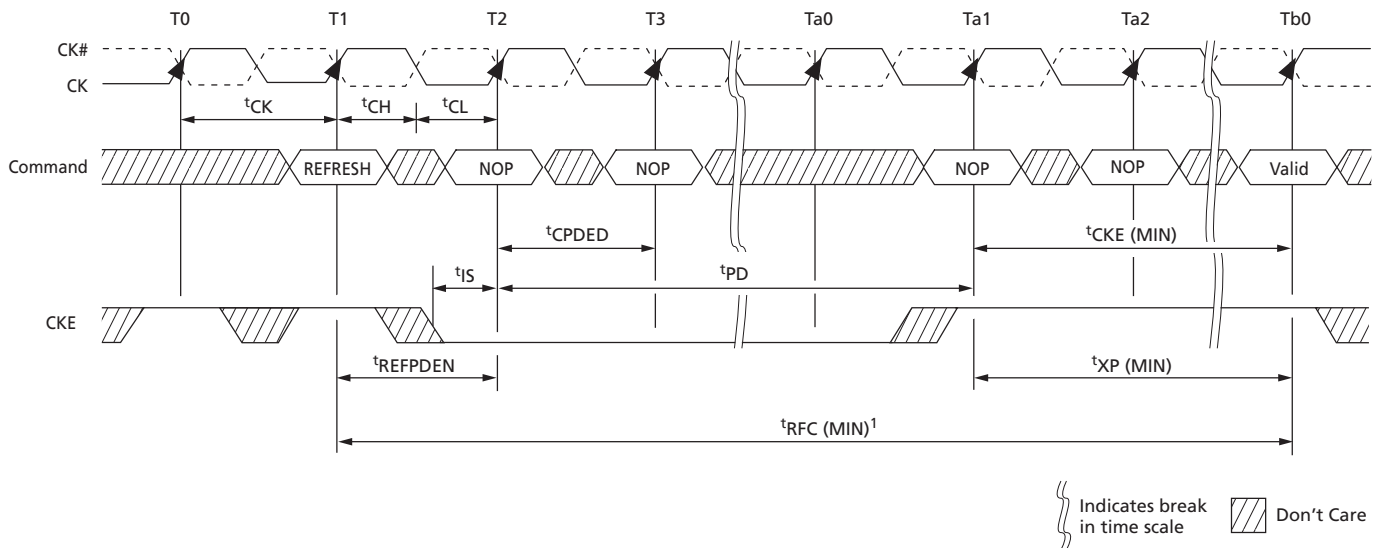 T0 T1 T2 T3 Ta0 Ta1 Ta2 Tb0
CK#
CK
tCK tCH tCL
Command REFRESH NOP NOP NOP NOP Valid
tCPDED tCKE (MIN)
tIS tPD
CKE
tREFPDEN tXP (MIN)
tRFC (MIN)1
Indicates break
in time scale
Don't Care